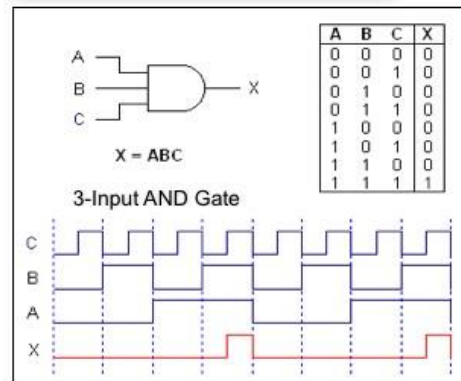 A
B
C
X
X = ABC
A B C X
0 0 0 0
0 0 1 0
0 1 0 0
0 1 1 0
1 0 0 0
1 0 1 0
1 1 0 0
1 1 1 1
3-Input AND Gate
C
B
A
X